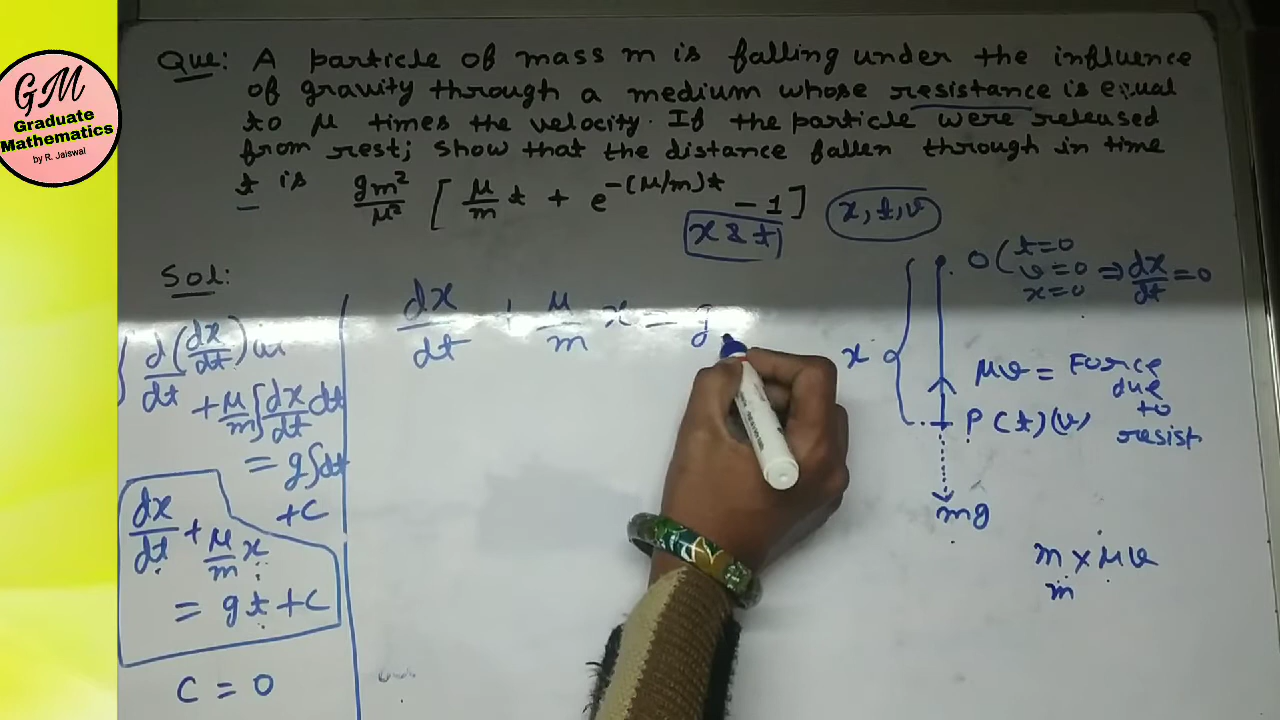 GM
Graduate
Mathematics
by R. Jaiswal
Que: A particle of mass m is falling under the influence
of gravity through a medium whose resistance is equal
to μ times the velocity. If the particle were released
from rest; show that the distance fallen through in time
t is gm²/μ² [ μ/m t + e^-(μ/m)t - 1 ]
x & t
x, t, v
Sol:
∫ d/dt (dx/dt) dt
+ μ/m ∫ dx/dt dt
= g∫dt
+C
dx/dt + μ/m x
= gt + C
C = 0
dx/dt + μ/m x = g
O ( t=0
v=0 ⇒ dx/dt = 0
x=0
x
μv = Force
due
to
resist
P (t)(v)
mg
m/m × μv